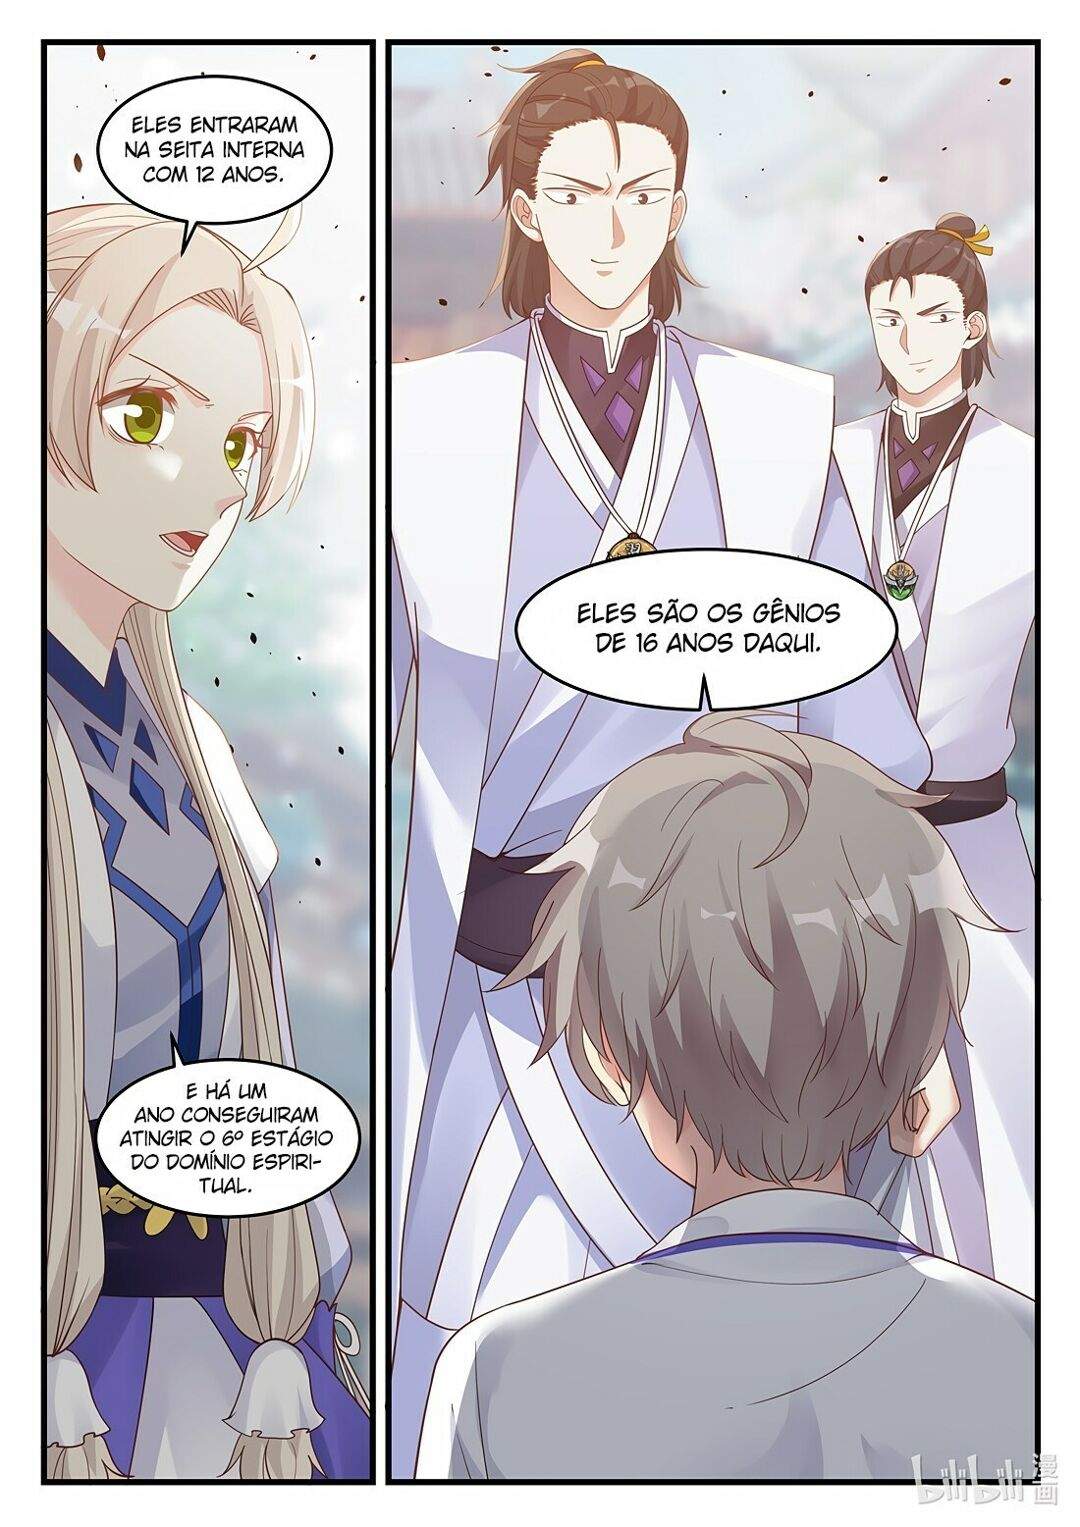 ELES ENTRARAM
NA SEITA INTERNA
COM 12 ANOS.
E HÁ UM
ANO CONSEGUIRAM
ATINGIR O 6º ESTÁGIO
DO DOMÍNIO ESPIRI-
TUAL.
ELES SÃO OS GÊNIOS
DE 16 ANOS DAQUI.
bilibili 漫画